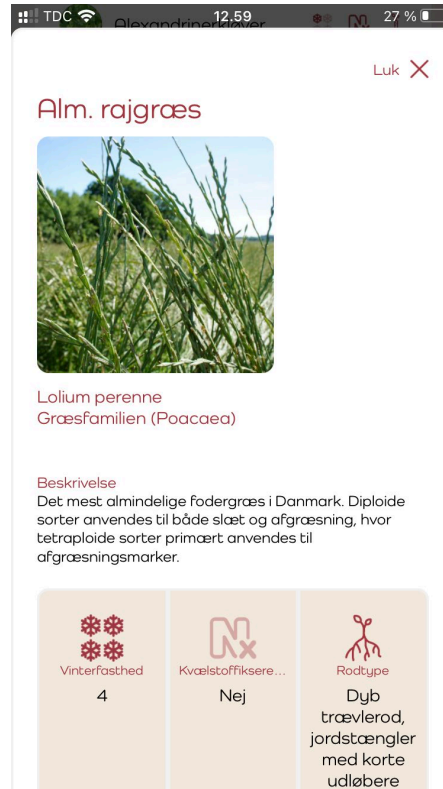 TDC 12.59 27 %
Alexandrinerkløver
Luk
Alm. rajgræs
Lolium perenne
Græsfamilien (Poacaea)
Beskrivelse
Det mest almindelige fodergræs i Danmark. Diploide
sorter anvendes til både slæt og afgræsning, hvor
tetraploide sorter primært anvendes til
afgræsningsmarker.
Vinterfasthed
4
Kvælstoffiksere...
Nej
Rodtype
Dyb
trævlerod,
jordstængler
med korte
udløbere